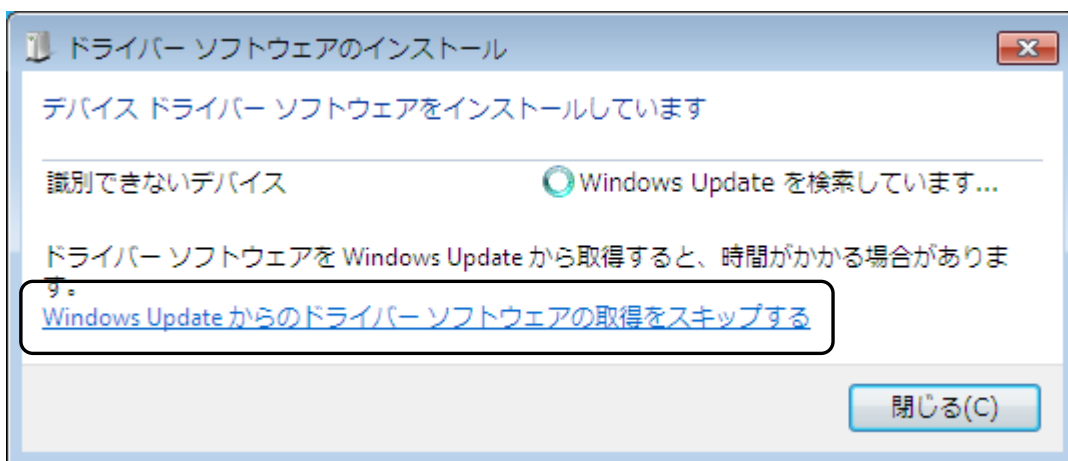 ドライバー ソフトウェアのインストール
デバイス ドライバー ソフトウェアをインストールしています
識別できないデバイス Windows Update を検索しています...
ドライバー ソフトウェアを Windows Update から取得すると、時間がかかる場合がありま
す。
Windows Update からのドライバー ソフトウェアの取得をスキップする
閉じる(C)